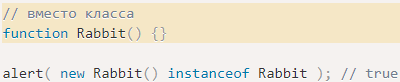 // вместо класса
function Rabbit() {}
alert( new Rabbit() instanceof Rabbit ); // true